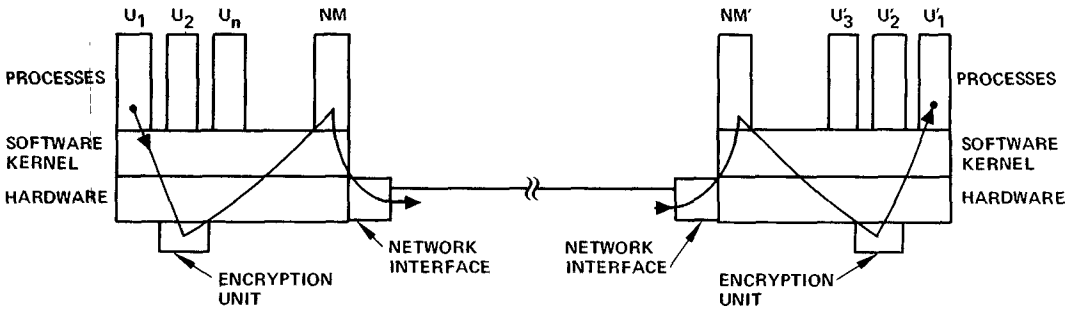 U1 U2 Un NM NM′ U′3 U′2 U′1
PROCESSES PROCESSES
SOFTWARE KERNEL SOFTWARE KERNEL
HARDWARE HARDWARE
NETWORK INTERFACE NETWORK INTERFACE
ENCRYPTION UNIT ENCRYPTION UNIT